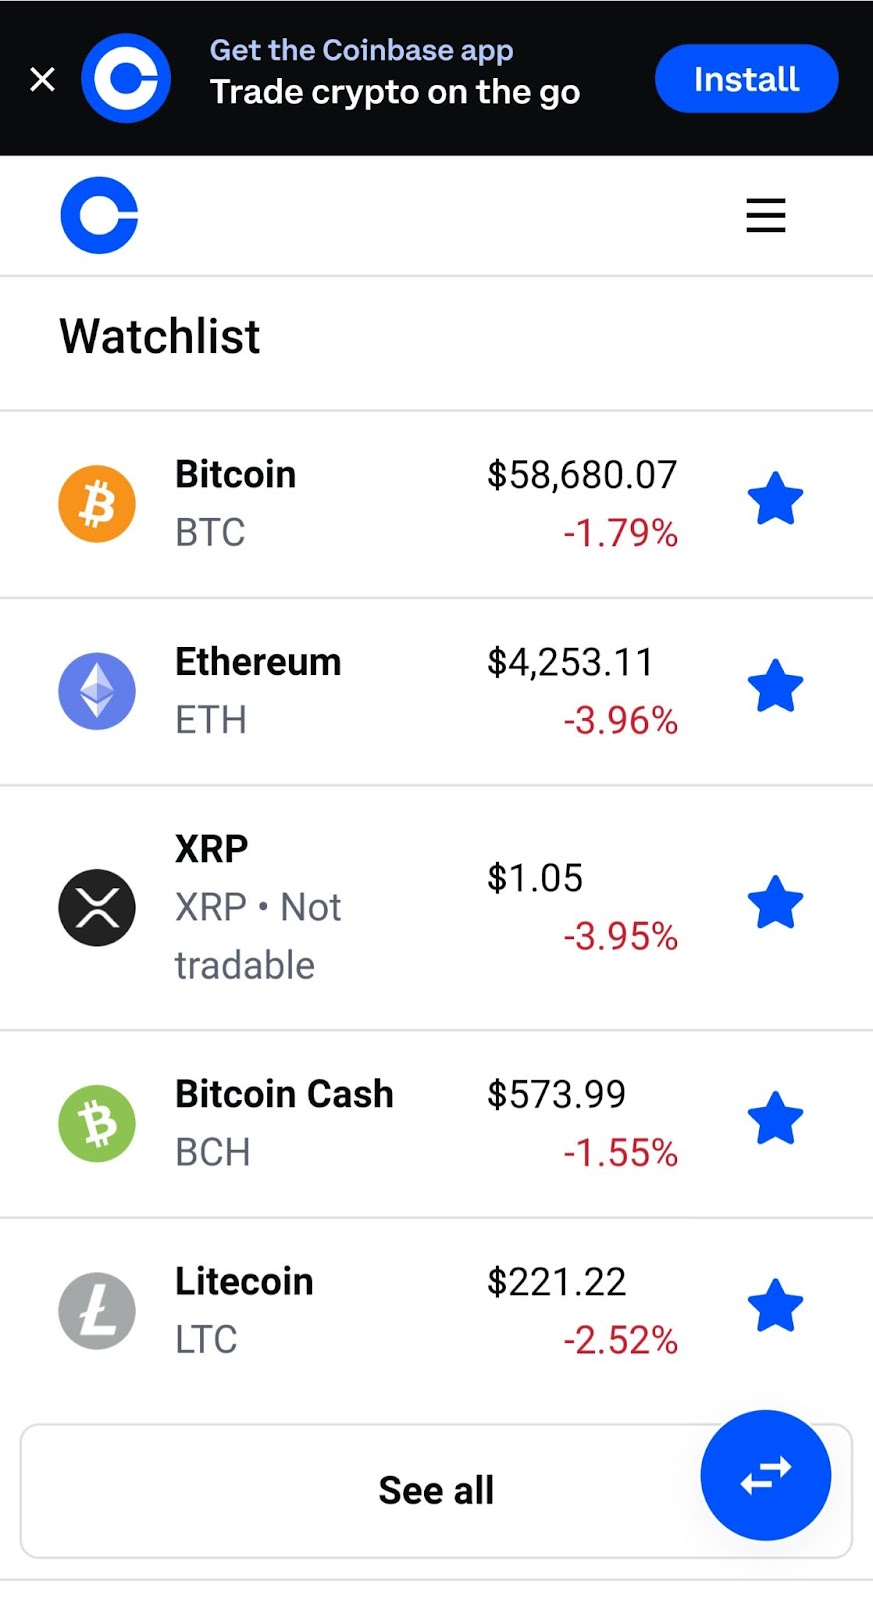 Get the Coinbase app
Trade crypto on the go
Install
Watchlist
Bitcoin
$58,680.07
BTC
-1.79%
Ethereum
$4,253.11
ETH
-3.96%
XRP
$1.05
XRP • Not
-3.95%
tradable
Bitcoin Cash
$573.99
BCH
-1.55%
Litecoin
$221.22
LTC
-2.52%
See all